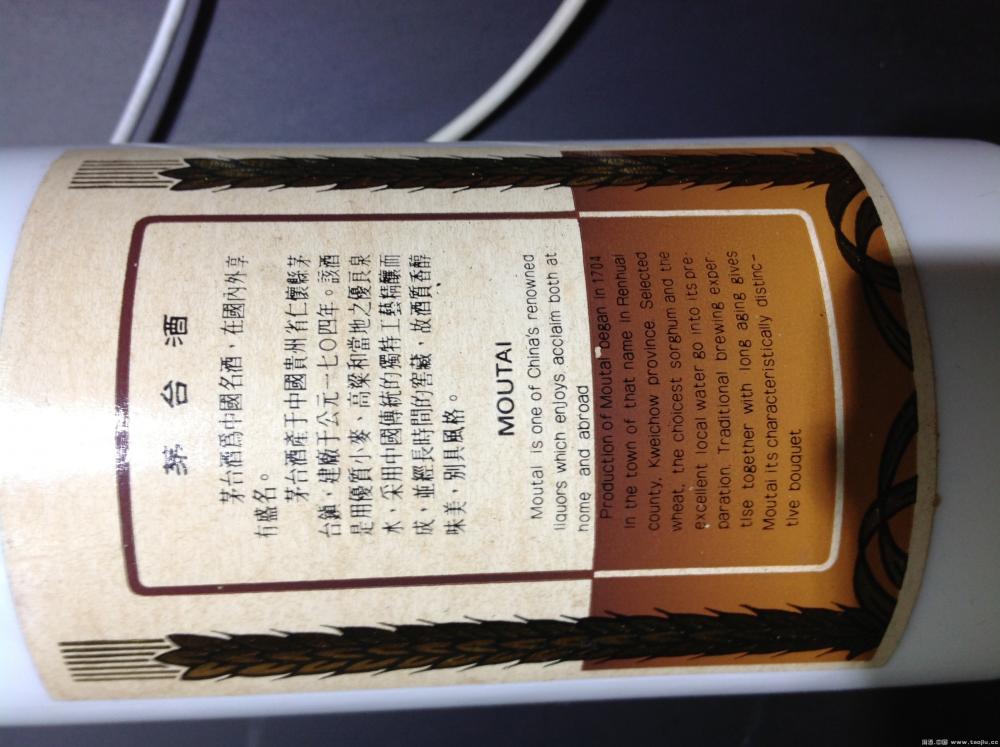 茅台酒
茅台酒爲中國名酒，在國內外享
有盛名。
茅台酒產于中國貴州省仁懷縣茅
台鎮，建廠于公元一七〇四年。該酒
是用優質小麥、高粱和當地之優良泉
水，采用中國傳統的獨特工藝精釀而
成，並經長時間的窖藏，故酒質香醇
味美，別具風格。
MOUTAI
Moutai is one of China's renowned
liquors which enjoys acclaim both at
home and abroad
Production of Moutai began in 1704
in the town of that name in Renhuai
county, Kweichow province. Selected
wheat, the choicest sorghum and the
excellent local water go into its pre-
paration. Traditional brewing exper-
tise together with long aging gives
Moutai its characteristically distinc-
tive bouquet
www.taojiu.cc